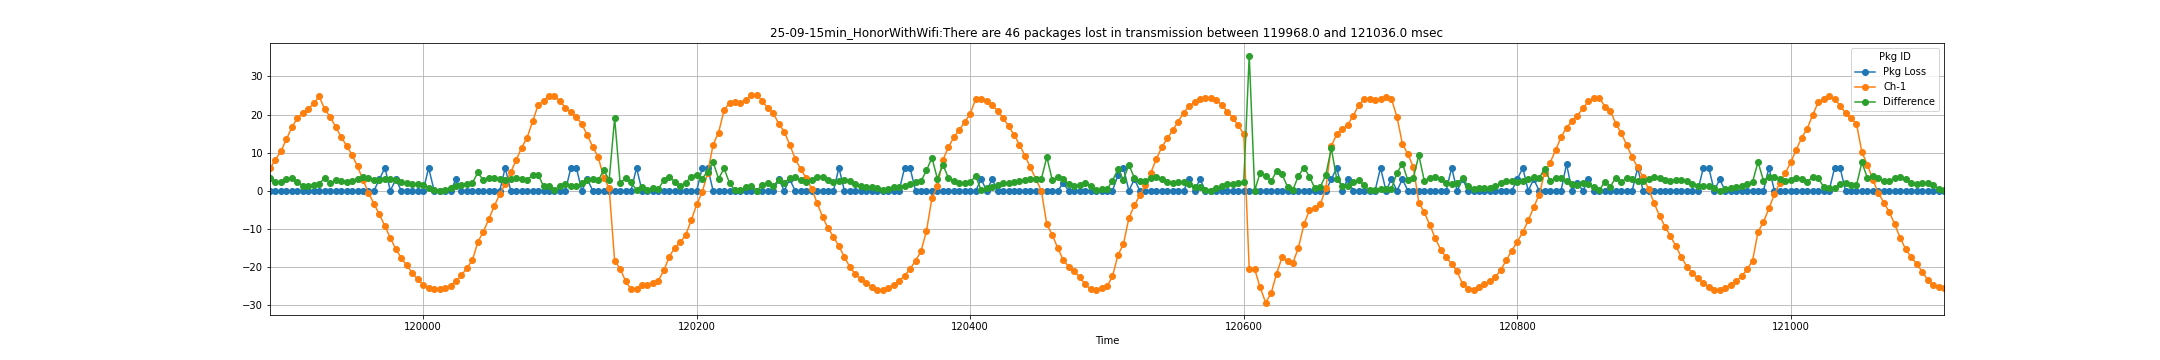 25-09-15min_HonorWithWifi:There are 46 packages lost in transmission between 119968.0 and 121036.0 msec
Pkg ID
Pkg Loss
Ch-1
Difference
30
20
10
0
−10
−20
−30
120000
120200
120400
120600
120800
121000
Time